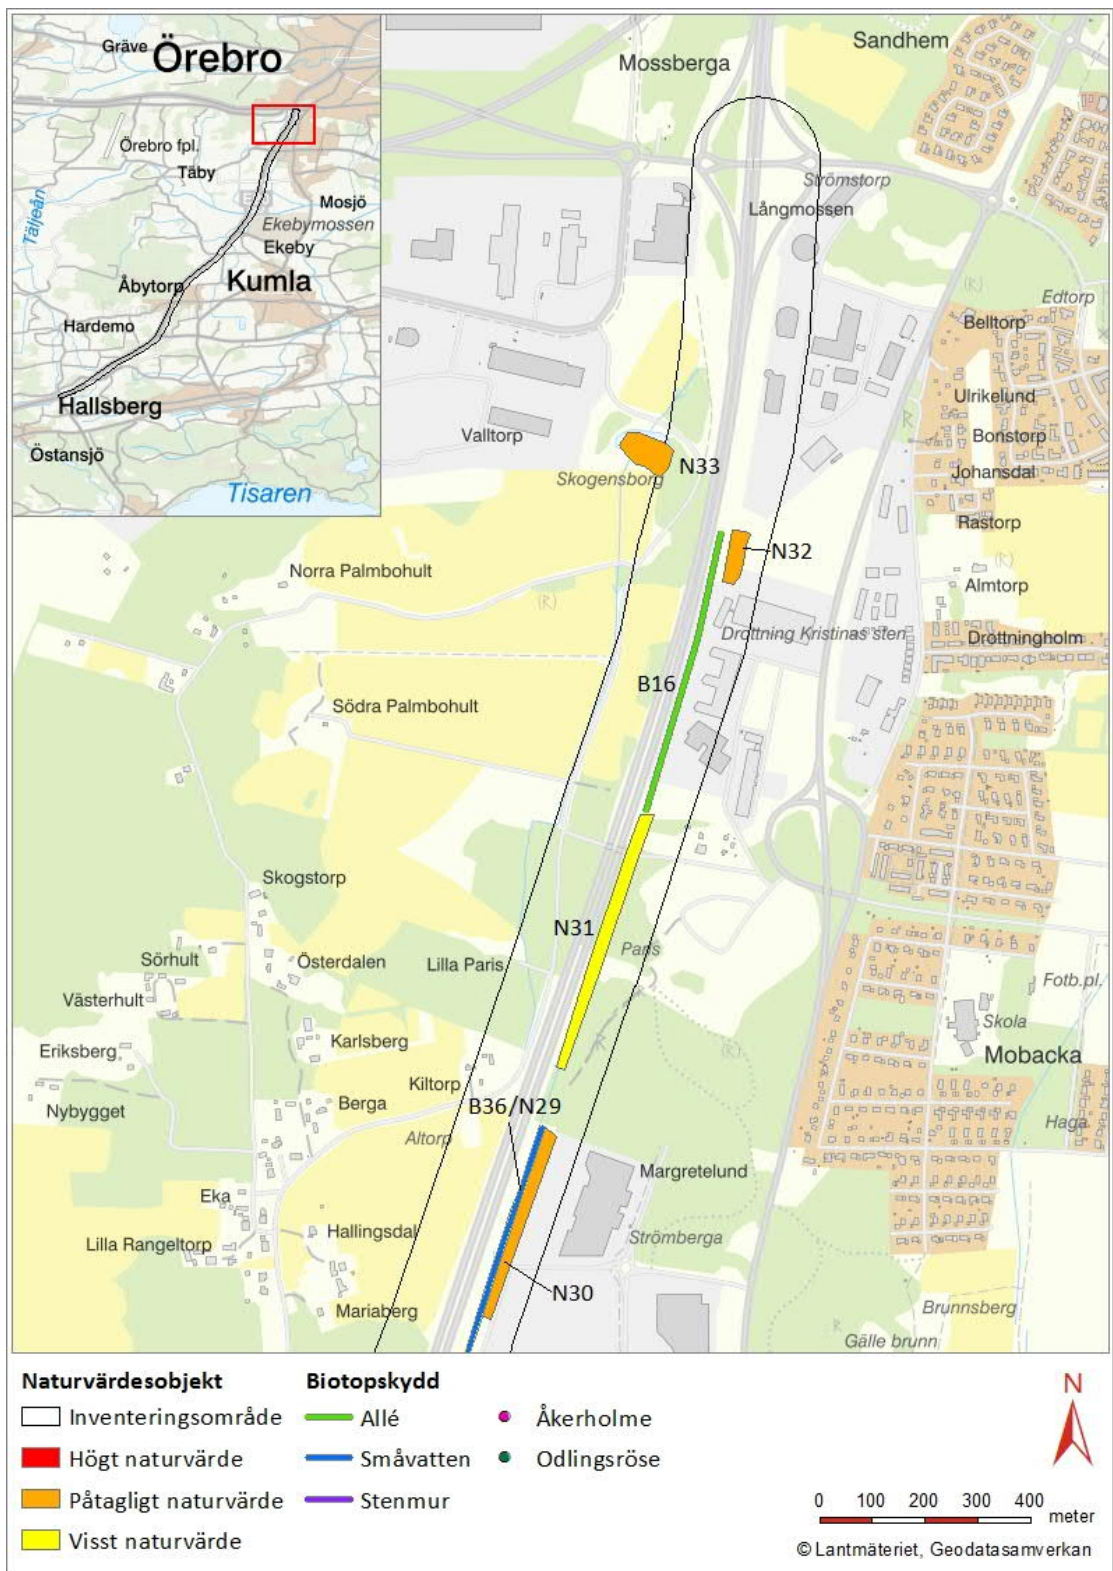 Gräve
Örebro
Örebro fpl.
Täby
Täljeån
Mosjö
Ekebymossen
Ekeby
Åbytorp
Kumla
Hardemo
Hallsberg
Östansjö
Tisaren
Sandhem
Mossberga
Strömstorp
Långmossen
(R)
Edtorp
Belltorp
Ulrikelund
R
Valltorp
Bonstorp
N33
Johansdal
Skogensborg
Rastorp
N32
(R)
Norra Palmbohult
Almtorp
(R)
Drottning Kristinas sten
Drottningholm
B16
Södra Palmbohult
Skogstorp
N31
Paris
Sörhult
Österdalen
Lilla Paris
Fotb.pl.
Västerhult
Skola
Karlsberg
R
(R)
Eriksberg
Mobacka
Kiltorp
Nybygget
Berga
B36/N29
Haga
Altorp
Margretelund
Eka
Hallingsdal
Strömberga
Lilla Rangeltorp
N30
Mariaberg
Brunnsberg
R
Gälle brunn
Naturvärdesobjekt
Inventeringsområde
Högt naturvärde
Påtagligt naturvärde
Visst naturvärde
Biotopskydd
Allé
Småvatten
Stenmur
Åkerholme
Odlingsröse
N
0 100 200 300 400
meter
© Lantmäteriet, Geodatasamverkan